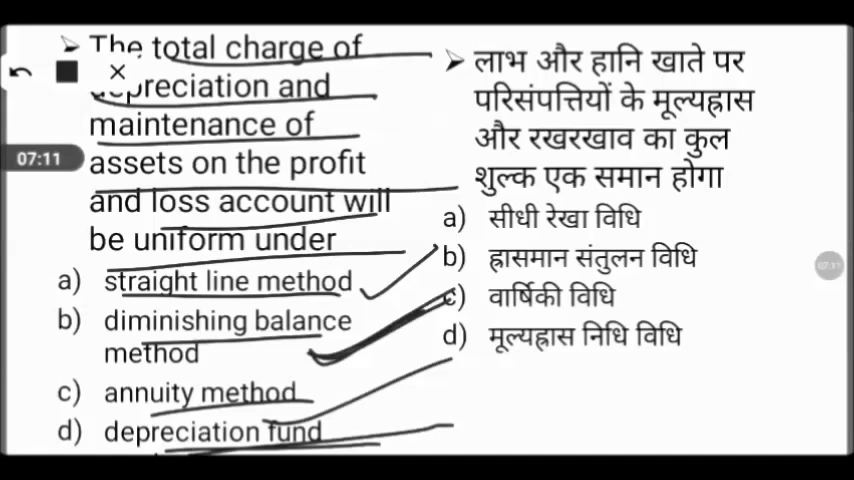 The total charge of
depreciation and
maintenance of
assets on the profit
and loss account will
be uniform under
a) straight line method
b) diminishing balance
method
c) annuity method
d) depreciation fund
लाभ और हानि खाते पर
परिसंपत्तियों के मूल्यह्रास
और रखरखाव का कुल
शुल्क एक समान होगा
a) सीधी रेखा विधि
b) ह्रासमान संतुलन विधि
c) वार्षिकी विधि
d) मूल्यह्रास निधि विधि
07:11